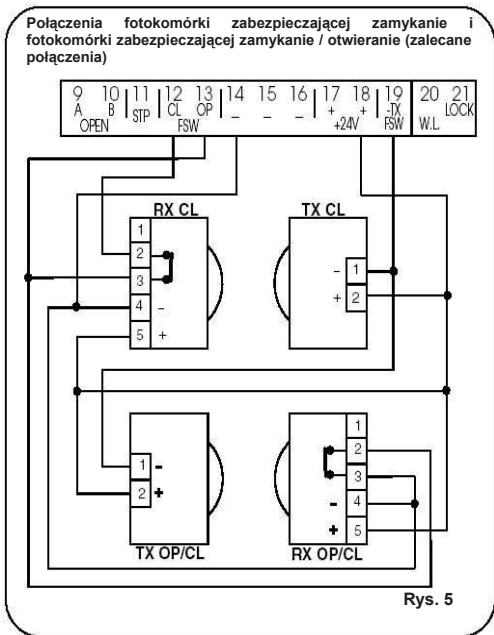 Połączenia fotokomórki zabezpieczającej zamykanie i
fotokomórki zabezpieczającej zamykanie / otwieranie (zalecane
połączenia)
9 10 11 12 13 14 15 16 17 18 19 20 21
A B STP CL OP – – – + + -TX W.L. LOCK
OPEN FSW +24V FSW
RX CL
1
2
3
4 –
5 +
TX CL
– 1
+ 2
1 -
2 +
TX OP/CL
1
2
3
- 4
+ 5
RX OP/CL
Rys. 5